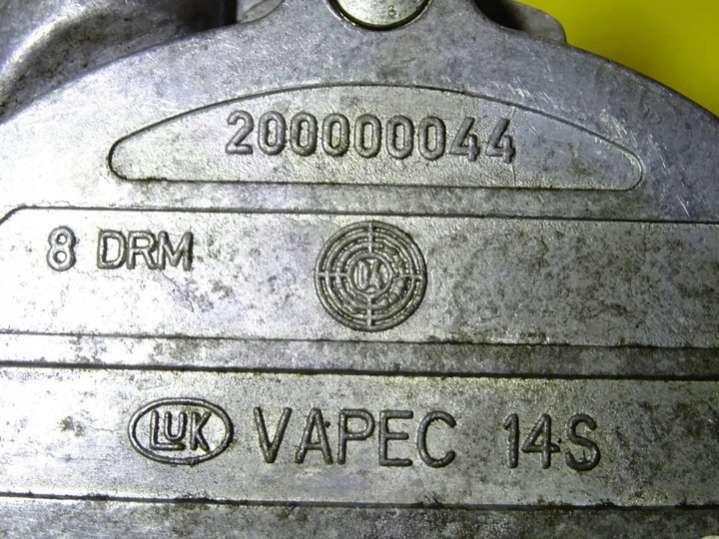 200000044
8 DRM
LUK VAPEC 14S